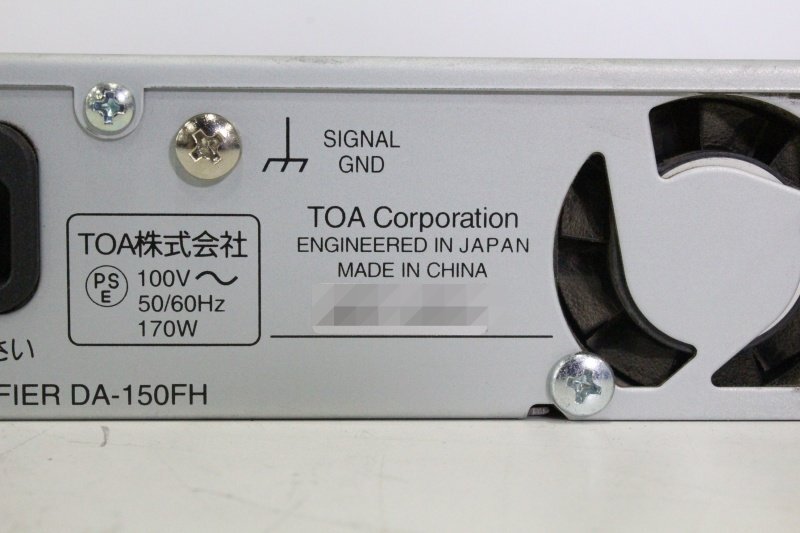 SIGNAL
GND
TOA株式会社
PS
E
100V～
50/60Hz
170W
TOA Corporation
ENGINEERED IN JAPAN
MADE IN CHINA
さい
FIER DA-150FH